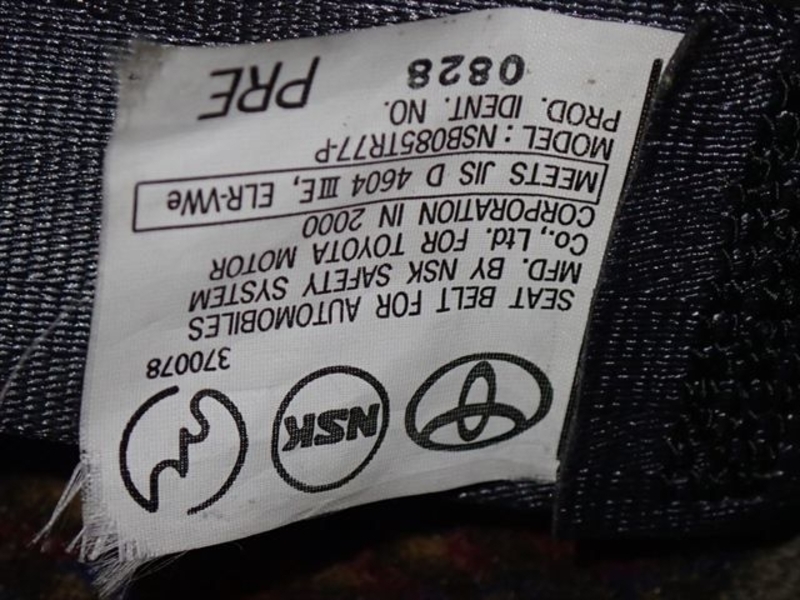 NSK
370078
SEAT BELT FOR AUTOMOBILES
MFD. BY NSK SAFETY SYSTEM
Co., Ltd. FOR TOYOTA MOTOR
CORPORATION IN 2000
MEETS JIS D 4604 ⅢE, ELR-VWe
MODEL : NSB085TR77-P
PROD. IDENT. NO.
0828 PRE